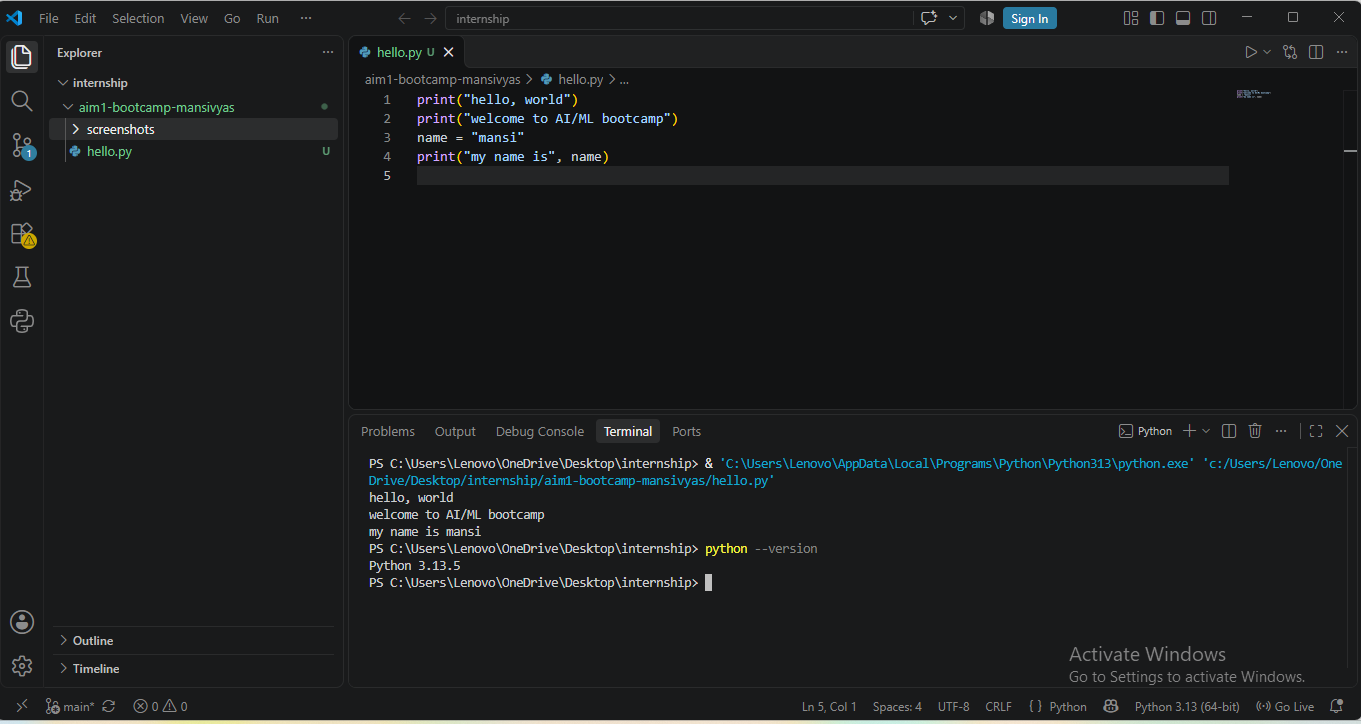 File Edit Selection View Go Run ··· internship Sign In
Explorer ···
internship
aim1-bootcamp-mansivyas
screenshots
hello.py U
Outline
Timeline
hello.py U
aim1-bootcamp-mansivyas > hello.py > ...
1 print("hello, world")
2 print("welcome to AI/ML bootcamp")
3 name = "mansi"
4 print("my name is", name)
5
1
Problems Output Debug Console Terminal Ports Python
PS C:\Users\Lenovo\OneDrive\Desktop\internship> & 'C:\Users\Lenovo\AppData\Local\Programs\Python\Python313\python.exe' 'c:/Users/Lenovo/One
Drive/Desktop/internship/aim1-bootcamp-mansivyas/hello.py'
hello, world
welcome to AI/ML bootcamp
my name is mansi
PS C:\Users\Lenovo\OneDrive\Desktop\internship> python --version
Python 3.13.5
PS C:\Users\Lenovo\OneDrive\Desktop\internship>
Activate Windows
Go to Settings to activate Windows.
main* 0 0 Ln 5, Col 1 Spaces: 4 UTF-8 CRLF { } Python Python 3.13 (64-bit) Go Live